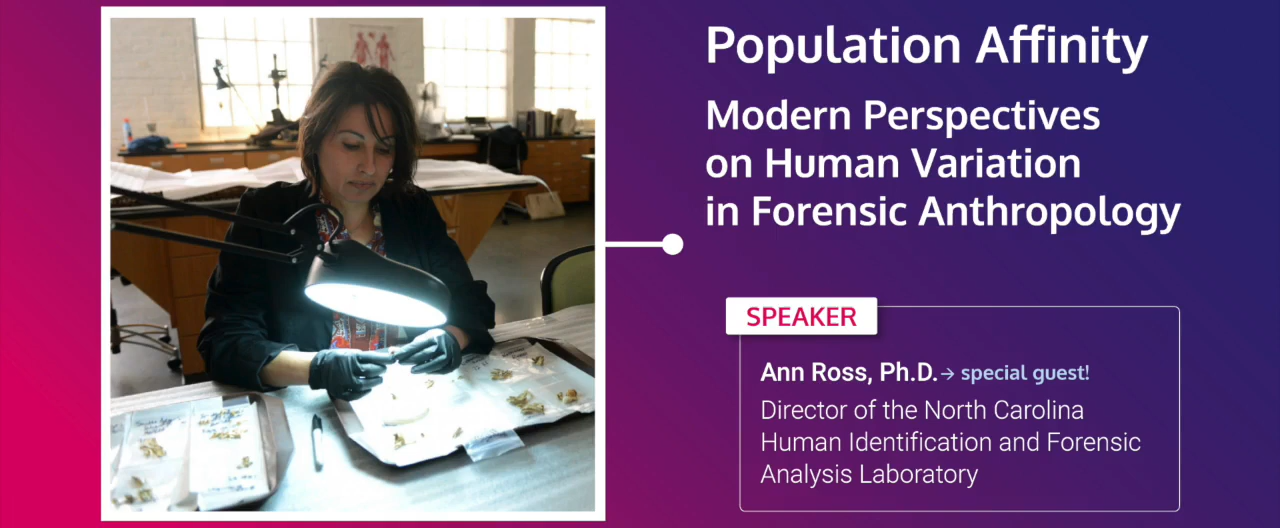 Population Affinity
Modern Perspectives
on Human Variation
in Forensic Anthropology
SPEAKER
Ann Ross, Ph.D.→ special guest!
Director of the North Carolina
Human Identification and Forensic
Analysis Laboratory